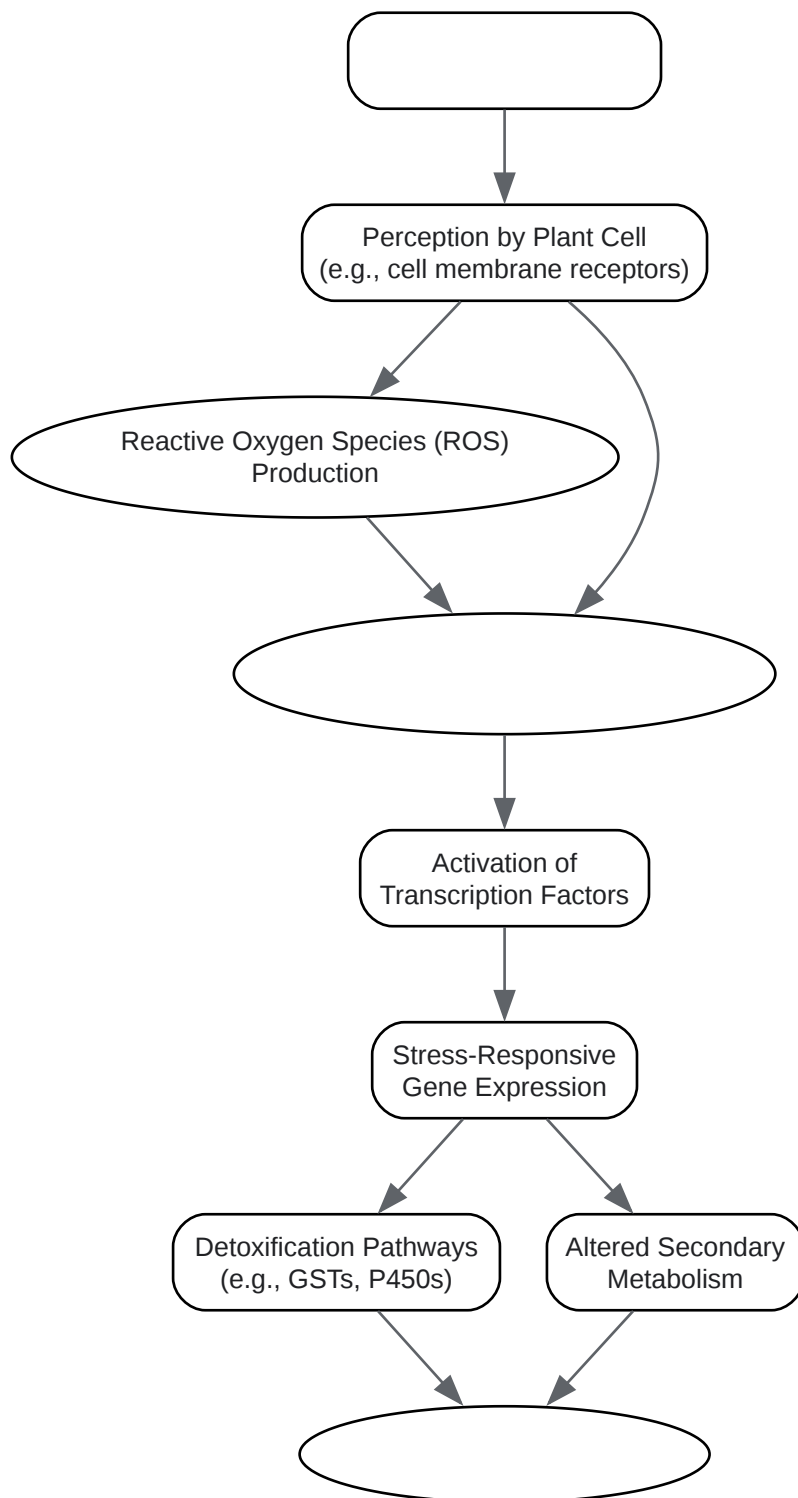 Perception by Plant Cell
(e.g., cell membrane receptors)
Reactive Oxygen Species (ROS)
Production
Activation of
Transcription Factors
Stress-Responsive
Gene Expression
Detoxification Pathways
(e.g., GSTs, P450s)
Altered Secondary
Metabolism